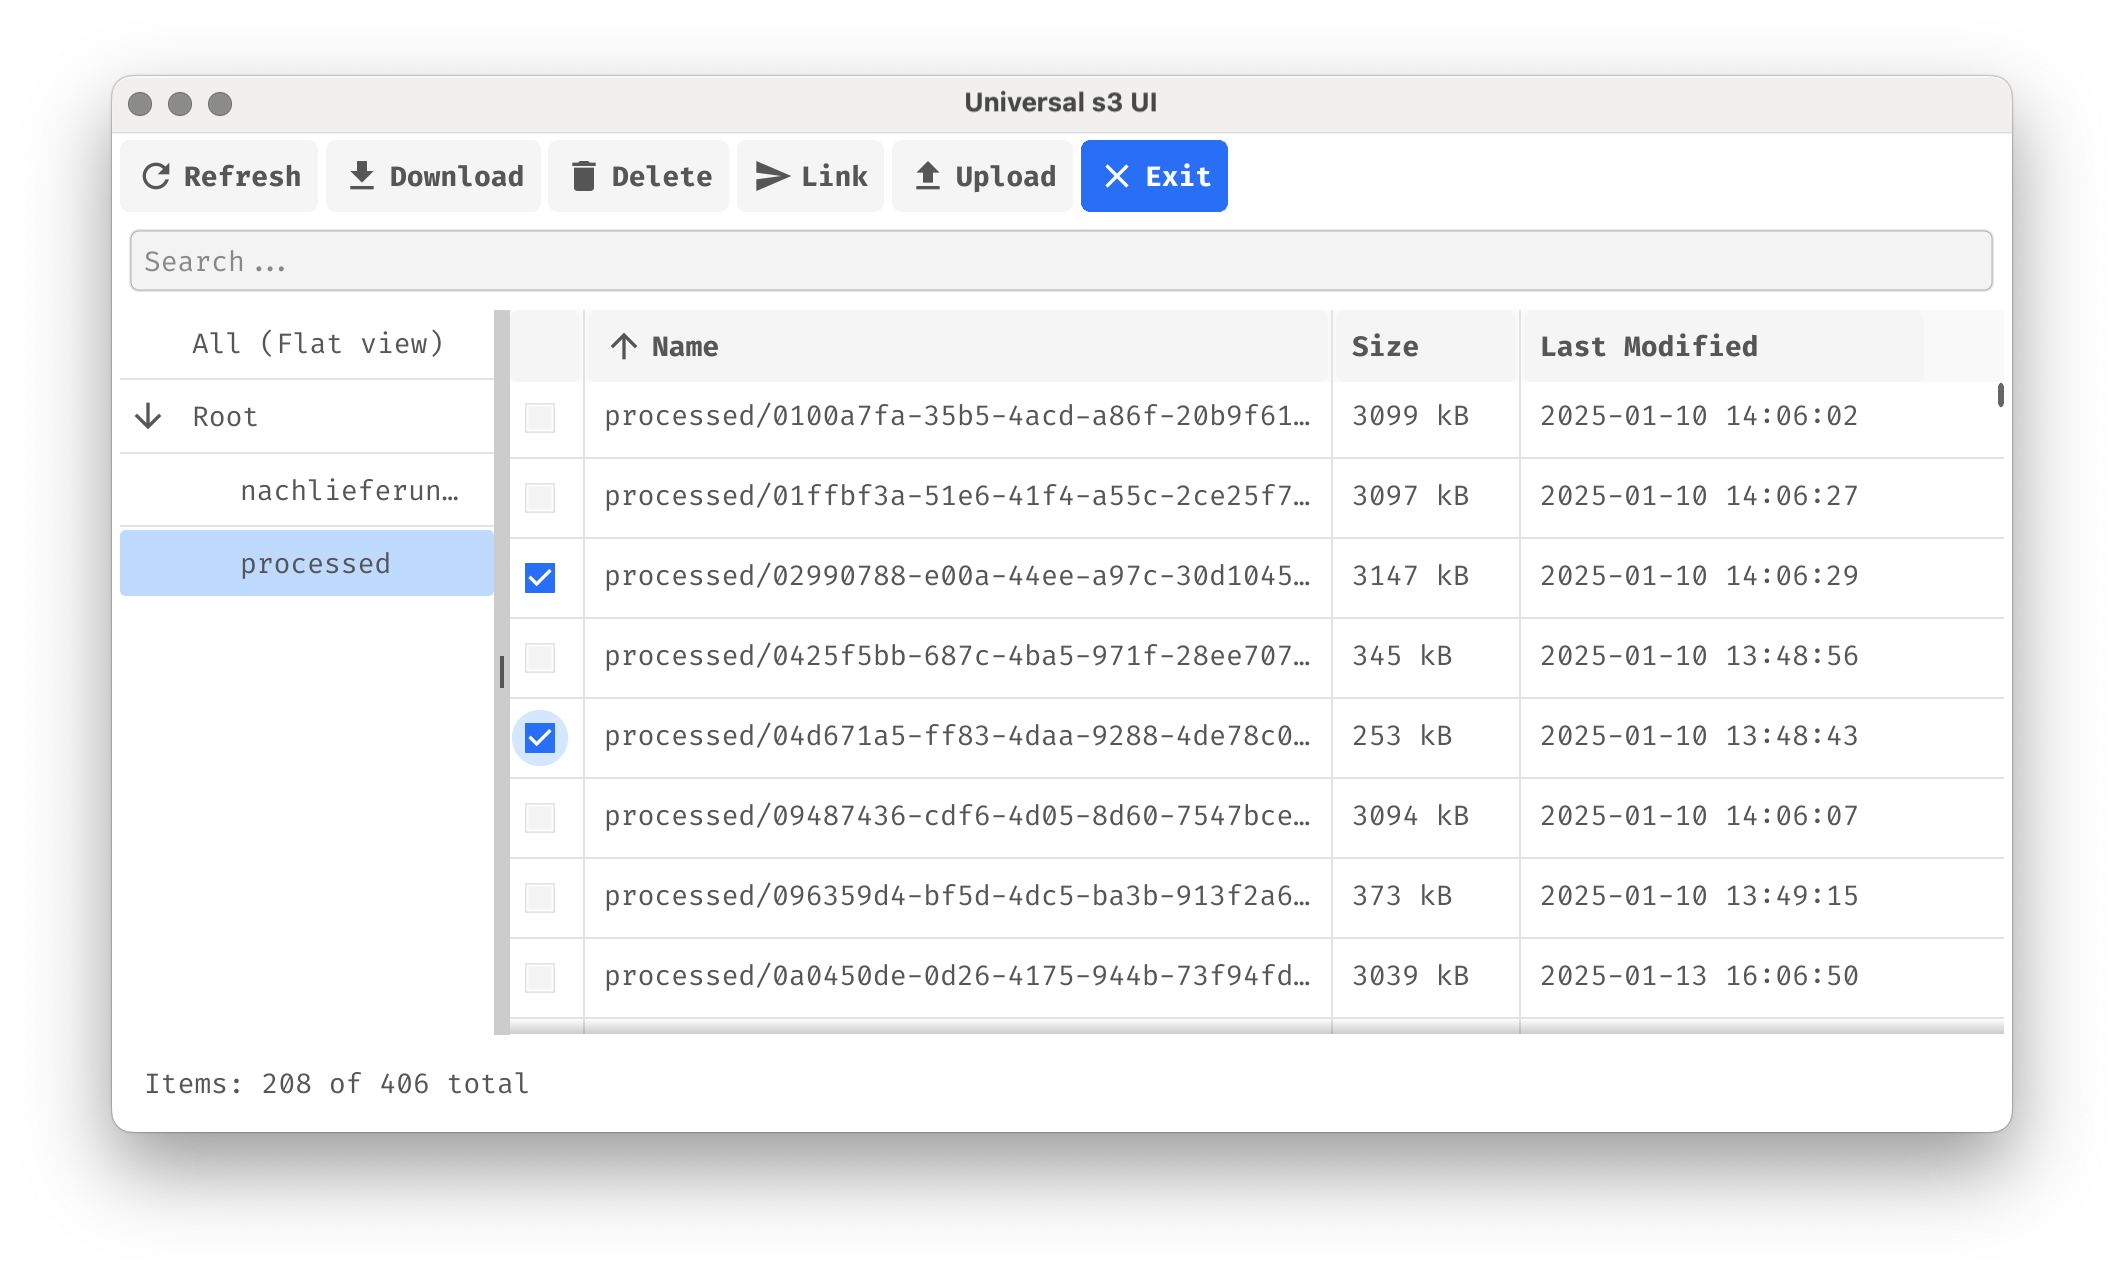 Universal s3 UI
Refresh Download Delete Link Upload Exit
Search ...
All (Flat view)
Root
nachlieferun…
processed
Name Size Last Modified
processed/0100a7fa-35b5-4acd-a86f-20b9f61… 3099 kB 2025-01-10 14:06:02
processed/01ffbf3a-51e6-41f4-a55c-2ce25f7… 3097 kB 2025-01-10 14:06:27
processed/02990788-e00a-44ee-a97c-30d1045… 3147 kB 2025-01-10 14:06:29
processed/0425f5bb-687c-4ba5-971f-28ee707… 345 kB 2025-01-10 13:48:56
processed/04d671a5-ff83-4daa-9288-4de78c0… 253 kB 2025-01-10 13:48:43
processed/09487436-cdf6-4d05-8d60-7547bce… 3094 kB 2025-01-10 14:06:07
processed/096359d4-bf5d-4dc5-ba3b-913f2a6… 373 kB 2025-01-10 13:49:15
processed/0a0450de-0d26-4175-944b-73f94fd… 3039 kB 2025-01-13 16:06:50
Items: 208 of 406 total